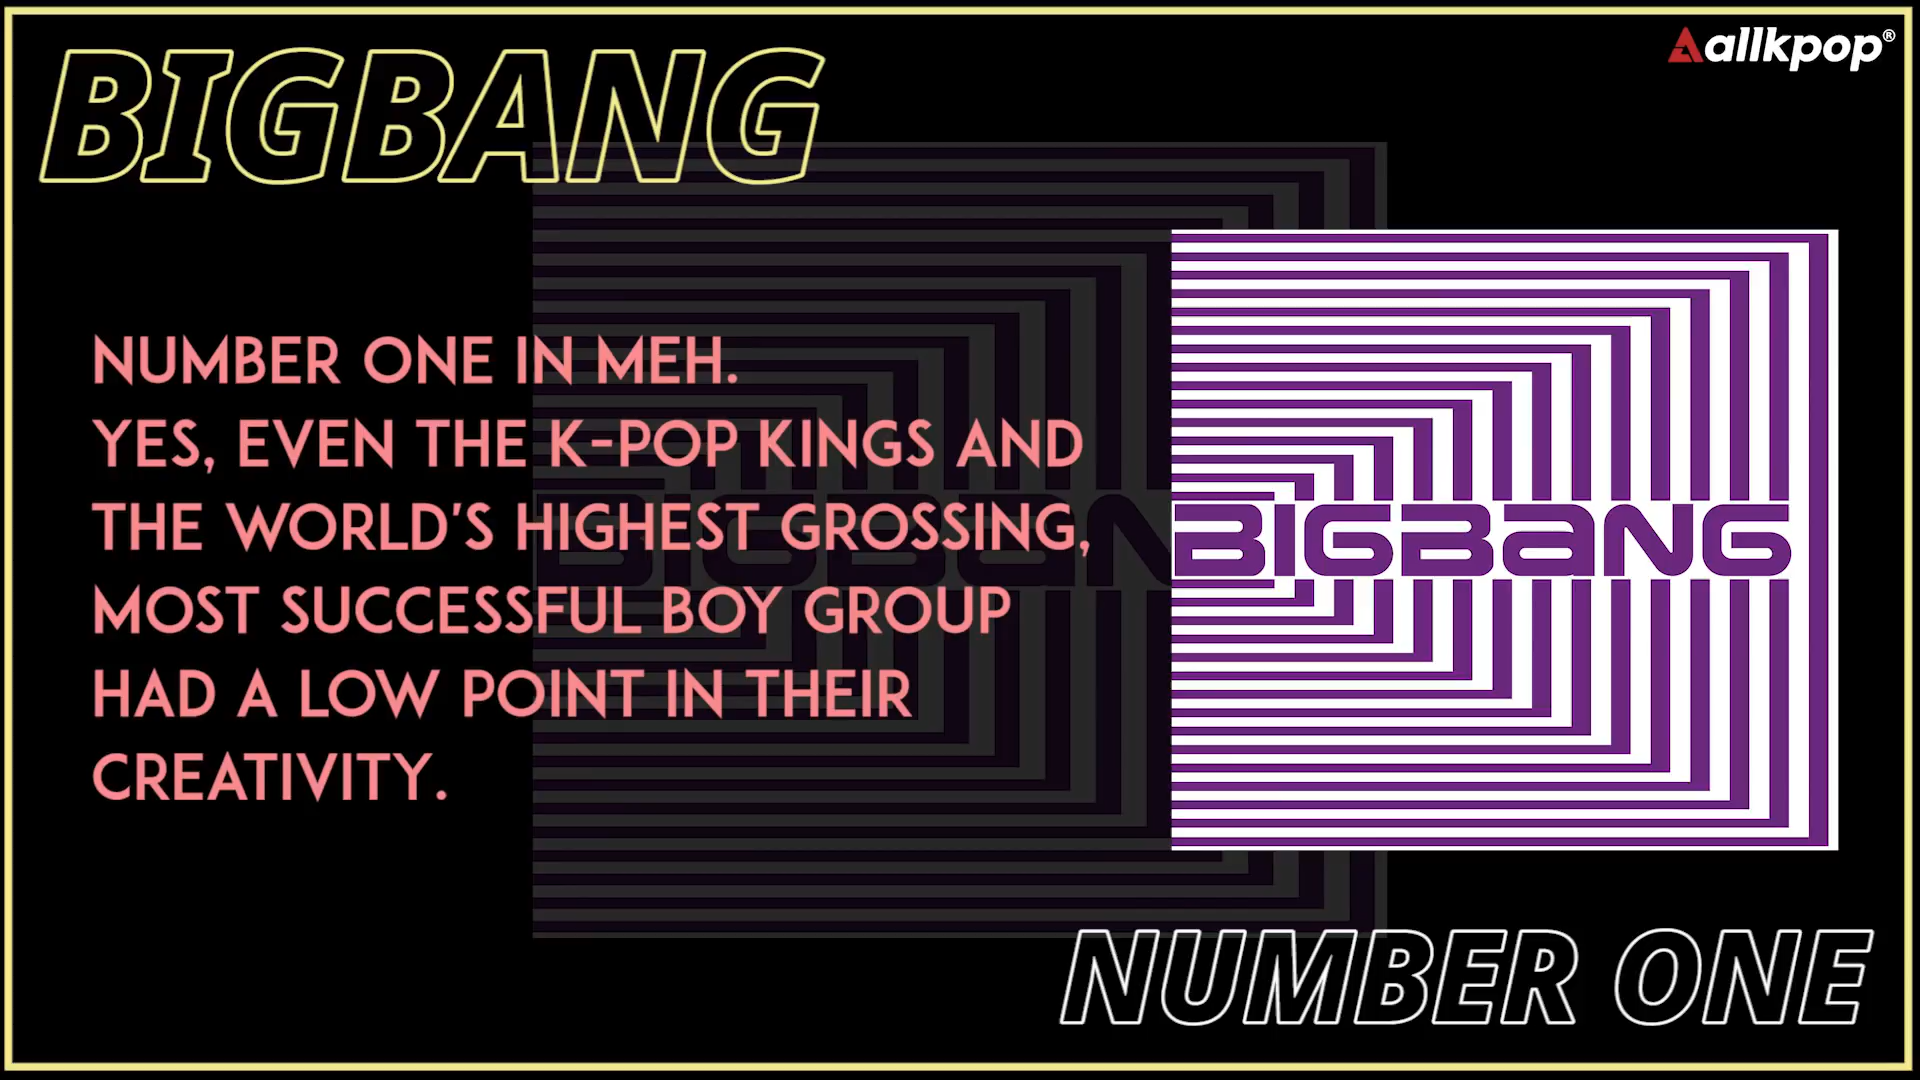 BIGBANG
allkpop®
NUMBER ONE IN MEH.
YES, EVEN THE K-POP KINGS AND
THE WORLD'S HIGHEST GROSSING,
MOST SUCCESSFUL BOY GROUP
HAD A LOW POINT IN THEIR
CREATIVITY.
BIGBANG
BIGBaNG
NUMBER ONE